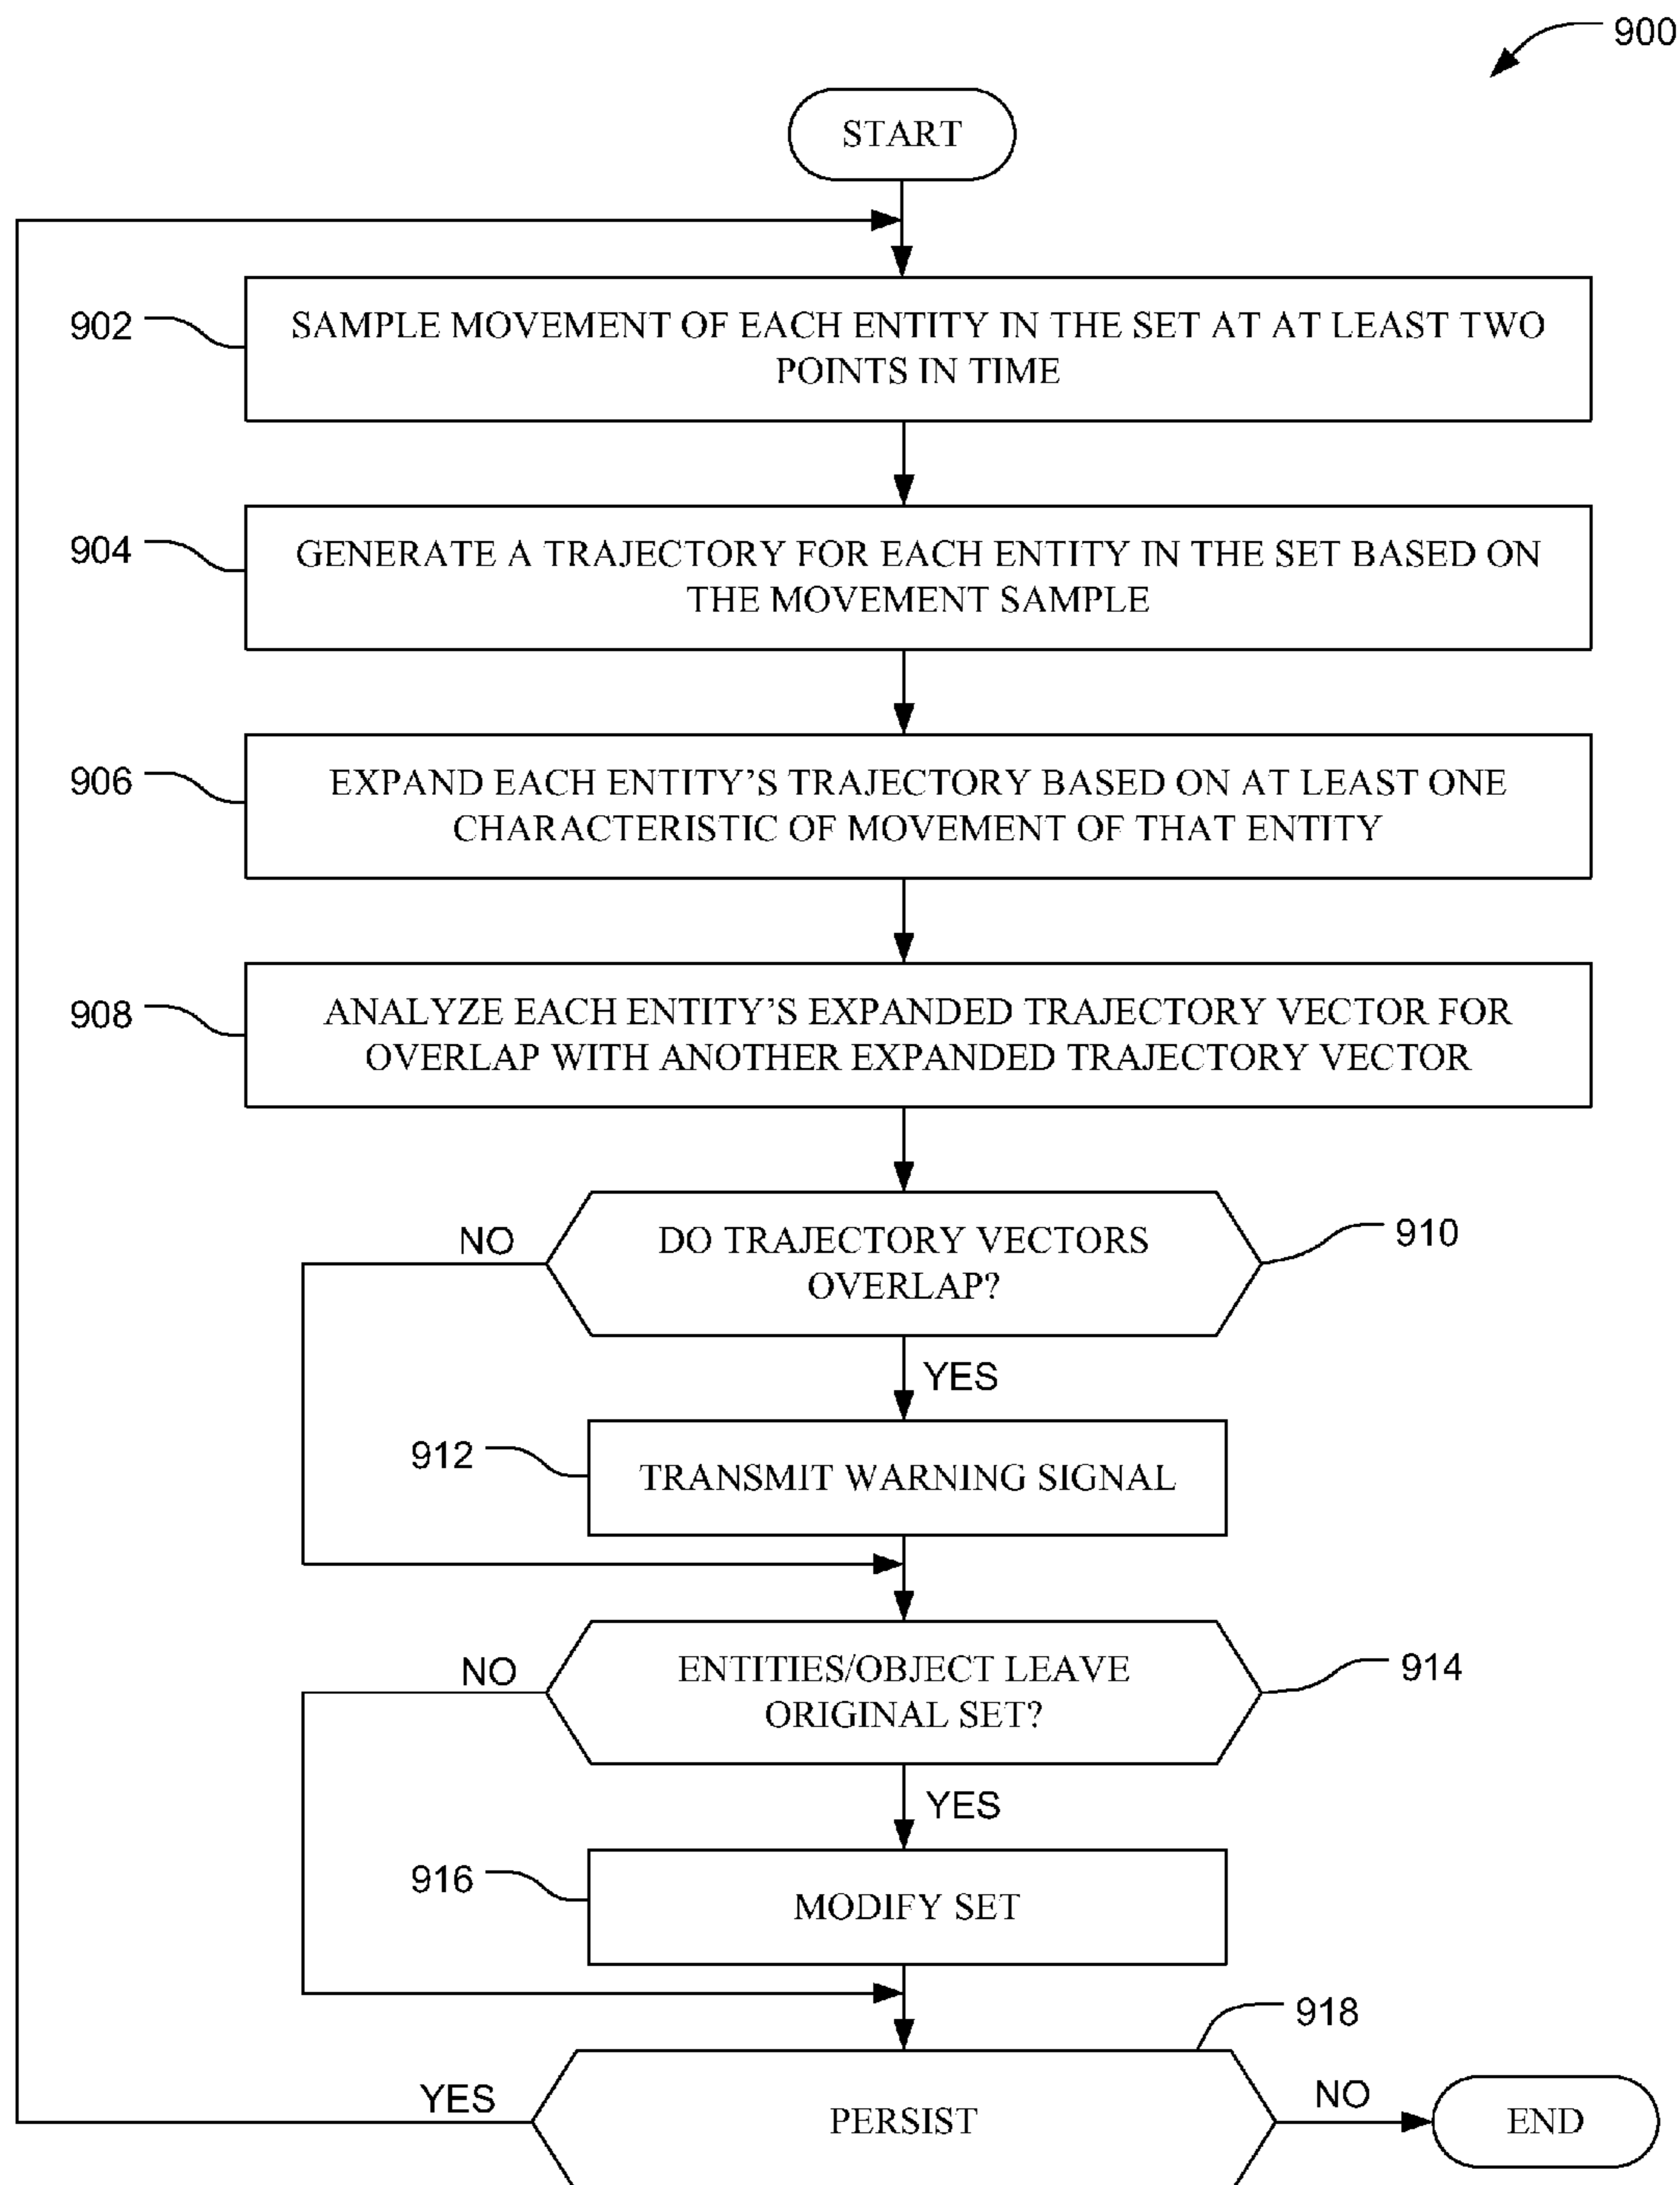 900
START
902
SAMPLE MOVEMENT OF EACH ENTITY IN THE SET AT AT LEAST TWO
POINTS IN TIME
904
GENERATE A TRAJECTORY FOR EACH ENTITY IN THE SET BASED ON
THE MOVEMENT SAMPLE
906
EXPAND EACH ENTITY'S TRAJECTORY BASED ON AT LEAST ONE
CHARACTERISTIC OF MOVEMENT OF THAT ENTITY
908
ANALYZE EACH ENTITY'S EXPANDED TRAJECTORY VECTOR FOR
OVERLAP WITH ANOTHER EXPANDED TRAJECTORY VECTOR
NO
DO TRAJECTORY VECTORS
OVERLAP?
910
YES
912
TRANSMIT WARNING SIGNAL
NO
ENTITIES/OBJECT LEAVE
ORIGINAL SET?
914
YES
916
MODIFY SET
918
YES
PERSIST
NO
END